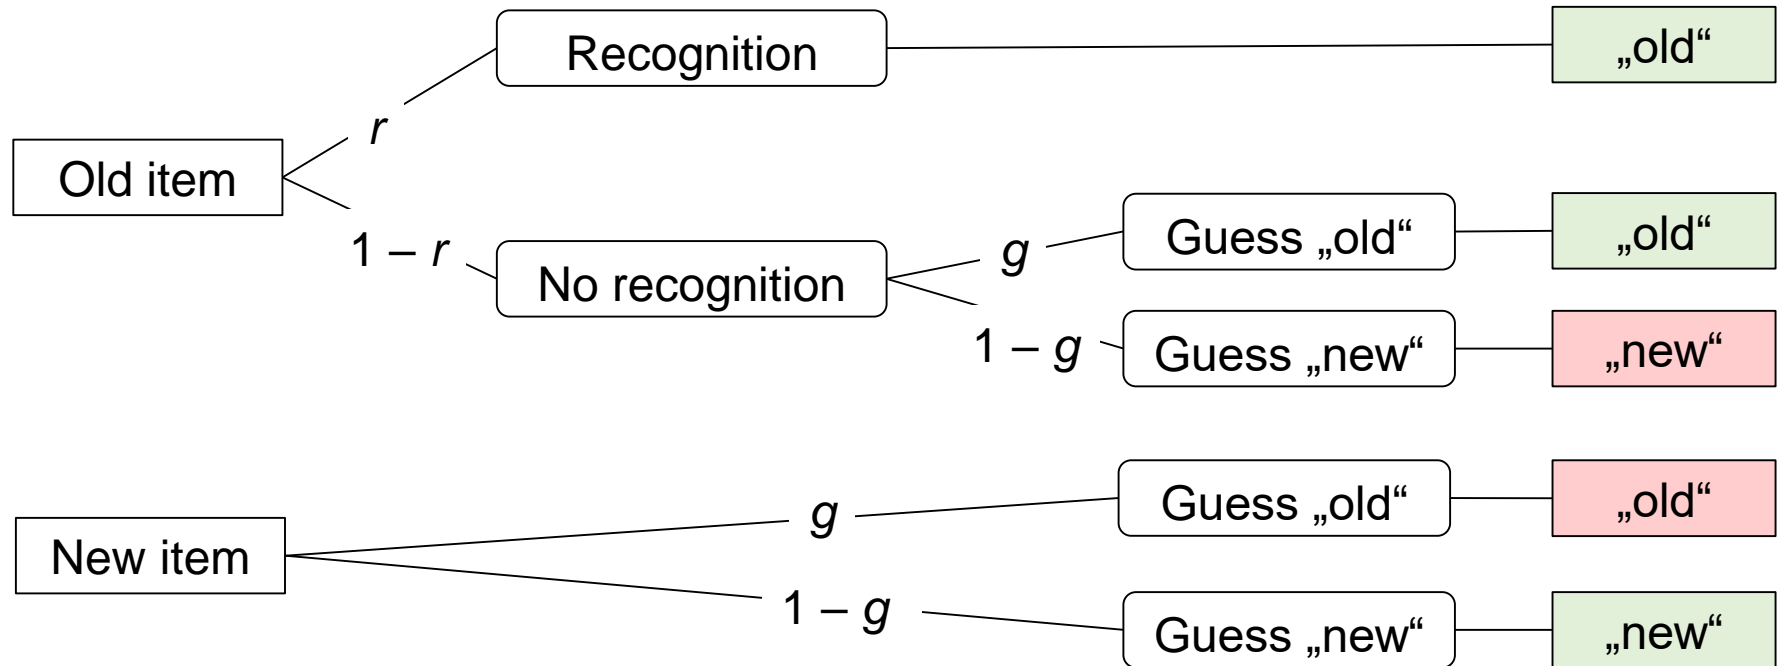 Recognition
„old“
r
Old item
1 – r
No recognition
g
Guess „old“
„old“
1 – g
Guess „new“
„new“
New item
g
Guess „old“
„old“
1 – g
Guess „new“
„new“